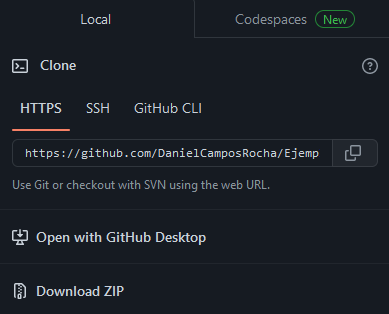 Local
Codespaces New
Clone
HTTPS SSH GitHub CLI
https://github.com/DanielCamposRocha/Ejemp
Use Git or checkout with SVN using the web URL.
Open with GitHub Desktop
Download ZIP